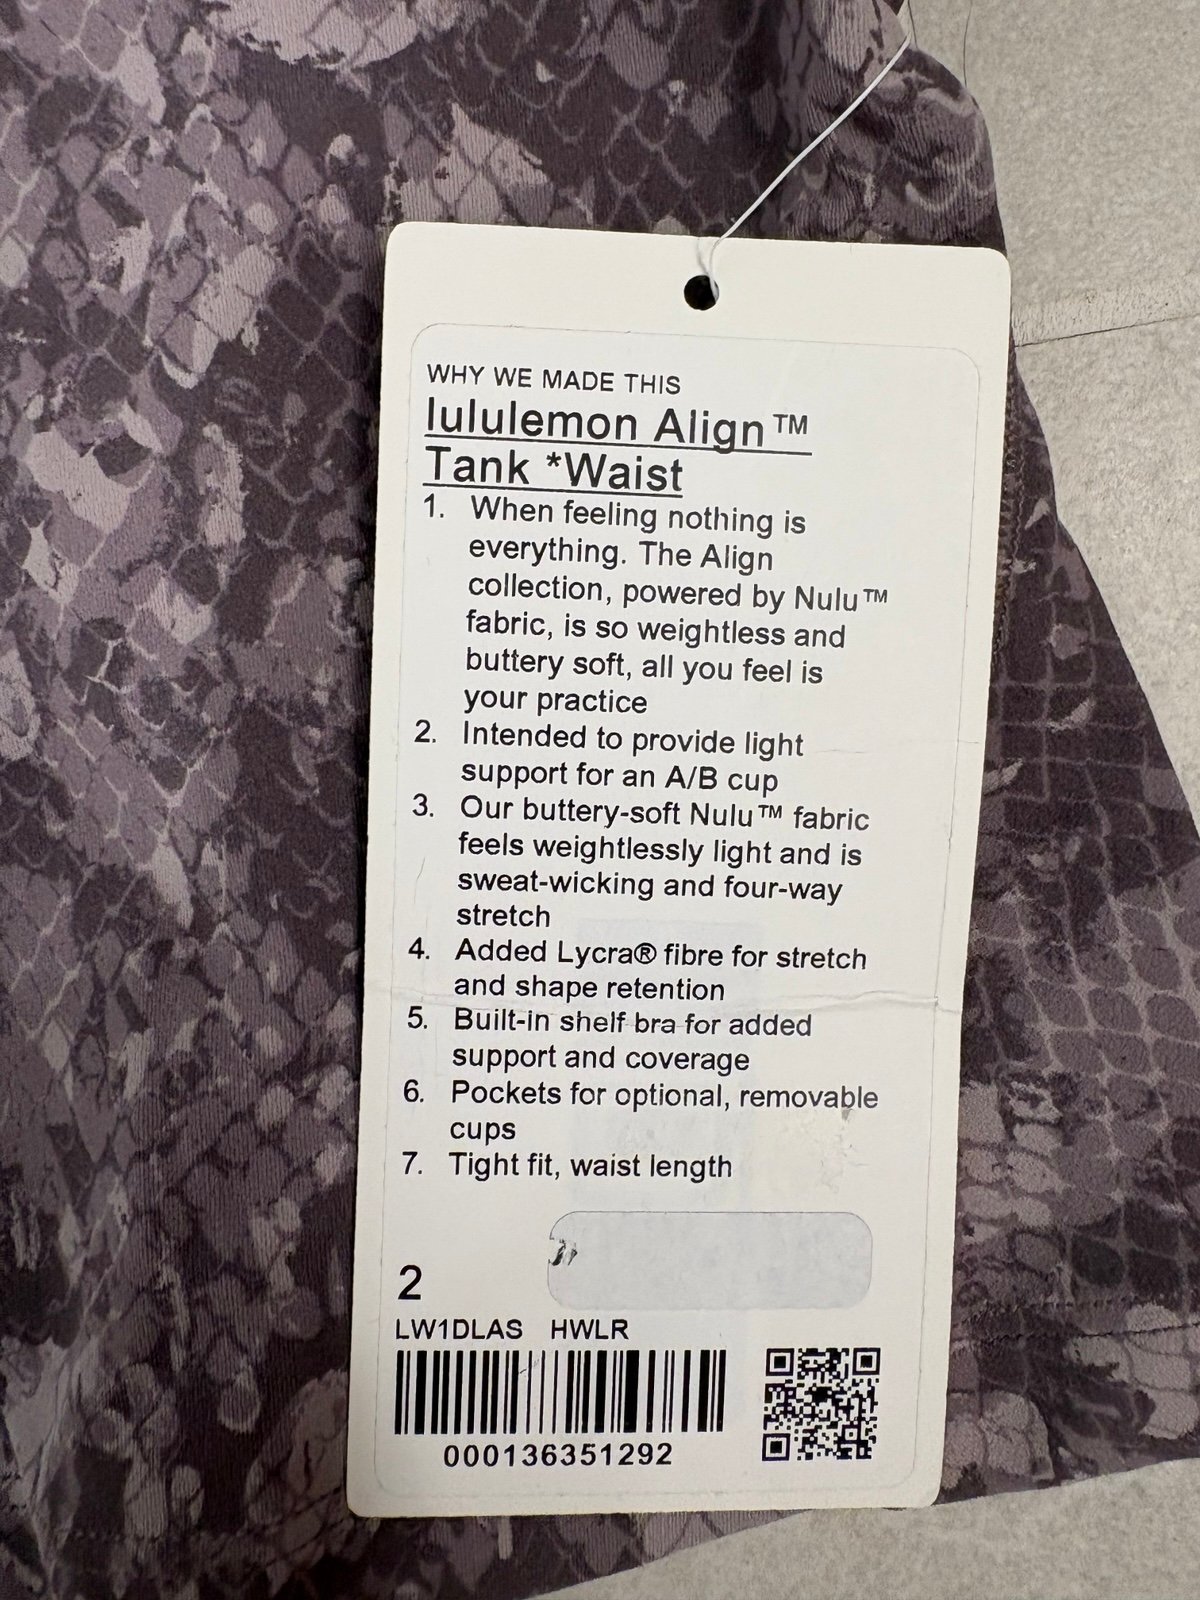 WHY WE MADE THIS
lululemon Align™
Tank *Waist
1. When feeling nothing is
everything. The Align
collection, powered by Nulu™
fabric, is so weightless and
buttery soft, all you feel is
your practice
2. Intended to provide light
support for an A/B cup
3. Our buttery-soft Nulu™ fabric
feels weightlessly light and is
sweat-wicking and four-way
stretch
4. Added Lycra® fibre for stretch
and shape retention
5. Built-in shelf bra for added
support and coverage
6. Pockets for optional, removable
cups
7. Tight fit, waist length
2
LW1DLAS HWLR
000136351292